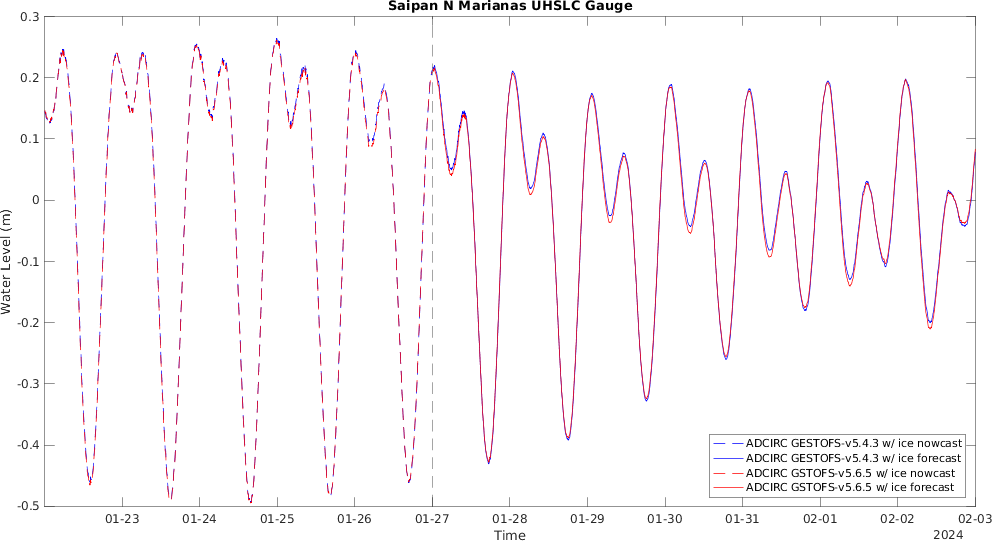 Saipan N Marianas UHSLC Gauge
0.3
0.2
0.1
0
-0.1
-0.2
-0.3
-0.4
-0.5
Water Level (m)
ADCIRC GESTOFS-v5.4.3 w/ ice nowcast
ADCIRC GESTOFS-v5.4.3 w/ ice forecast
ADCIRC GSTOFS-v5.6.5 w/ ice nowcast
ADCIRC GSTOFS-v5.6.5 w/ ice forecast
01-23 01-24 01-25 01-26 01-27 01-28 01-29 01-30 01-31 02-01 02-02 02-03
Time
2024